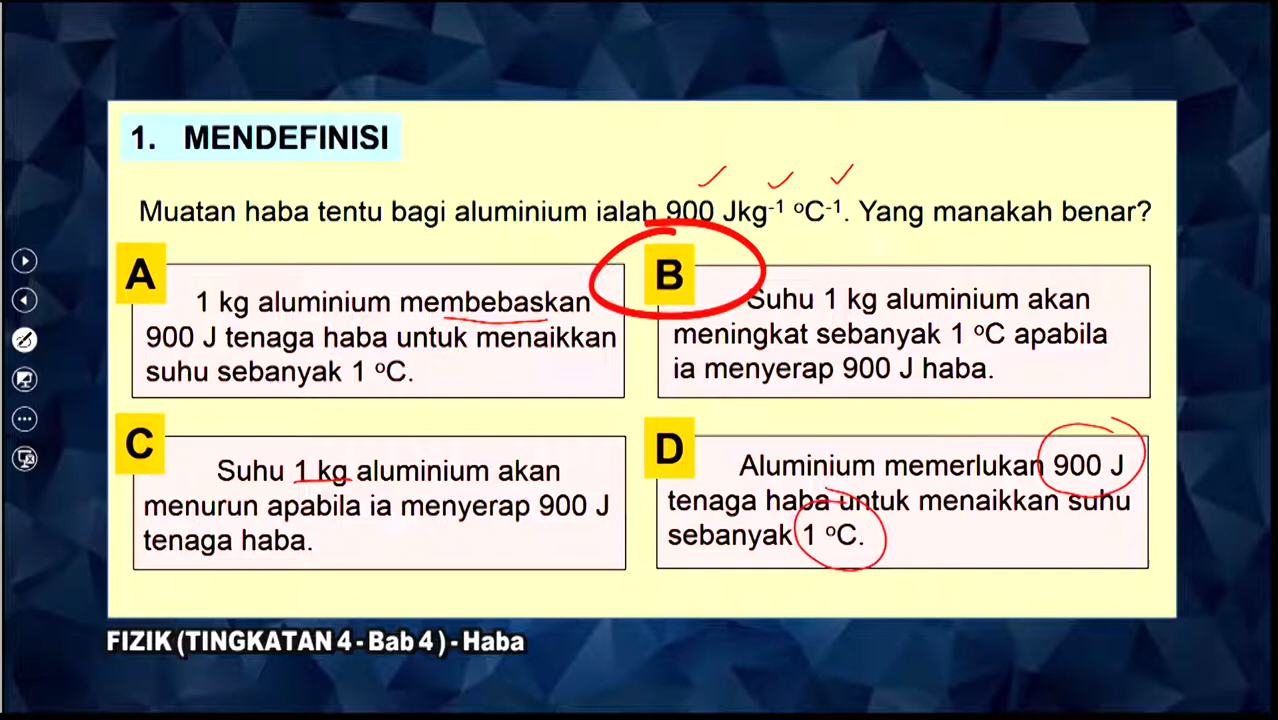 1. MENDEFINISI
Muatan haba tentu bagi aluminium ialah 900 Jkg⁻¹ ᵒC⁻¹. Yang manakah benar?
A
1 kg aluminium membebaskan
900 J tenaga haba untuk menaikkan
suhu sebanyak 1 ᵒC.
B
Suhu 1 kg aluminium akan
meningkat sebanyak 1 ᵒC apabila
ia menyerap 900 J haba.
C
Suhu 1 kg aluminium akan
menurun apabila ia menyerap 900 J
tenaga haba.
D
Aluminium memerlukan 900 J
tenaga haba untuk menaikkan suhu
sebanyak 1 ᵒC.
FIZIK (TINGKATAN 4 - Bab 4 ) - Haba